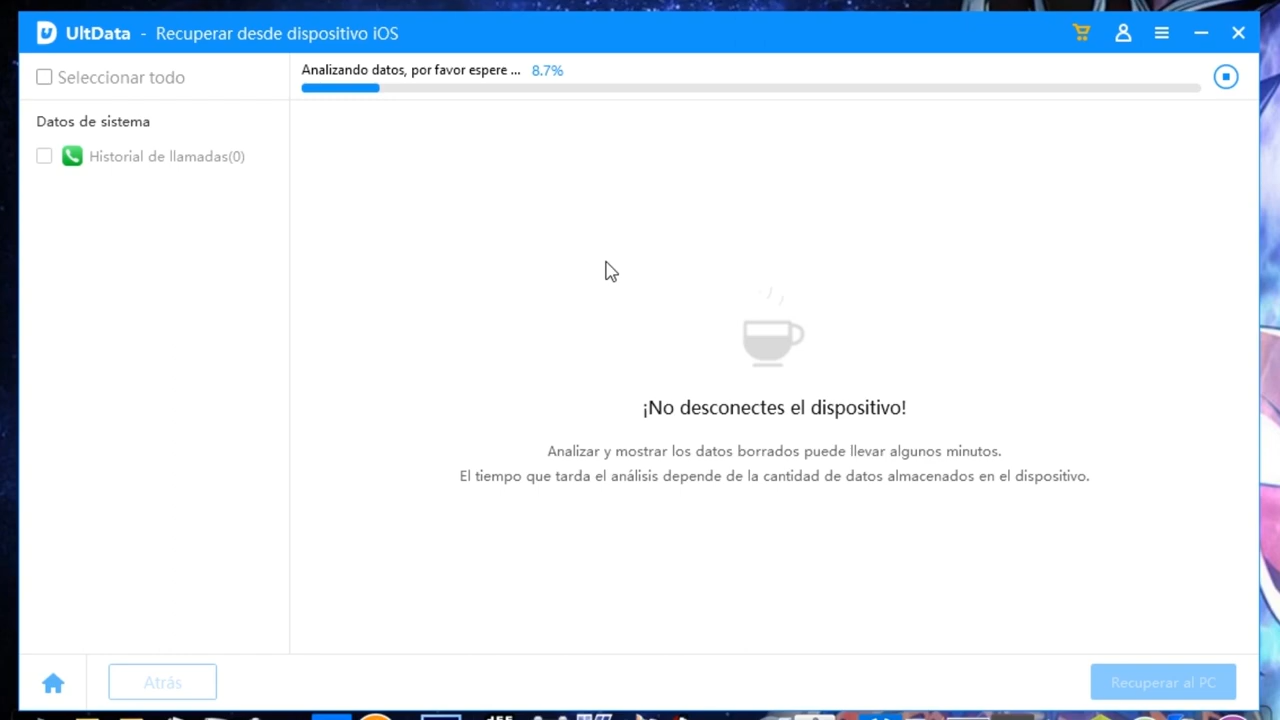 UltData - Recuperar desde dispositivo iOS
Seleccionar todo
Analizando datos, por favor espere ... 8.7%
Datos de sistema
Historial de llamadas(0)
¡No desconectes el dispositivo!
Analizar y mostrar los datos borrados puede llevar algunos minutos.
El tiempo que tarda el análisis depende de la cantidad de datos almacenados en el dispositivo.
Atrás
Recuperar al PC